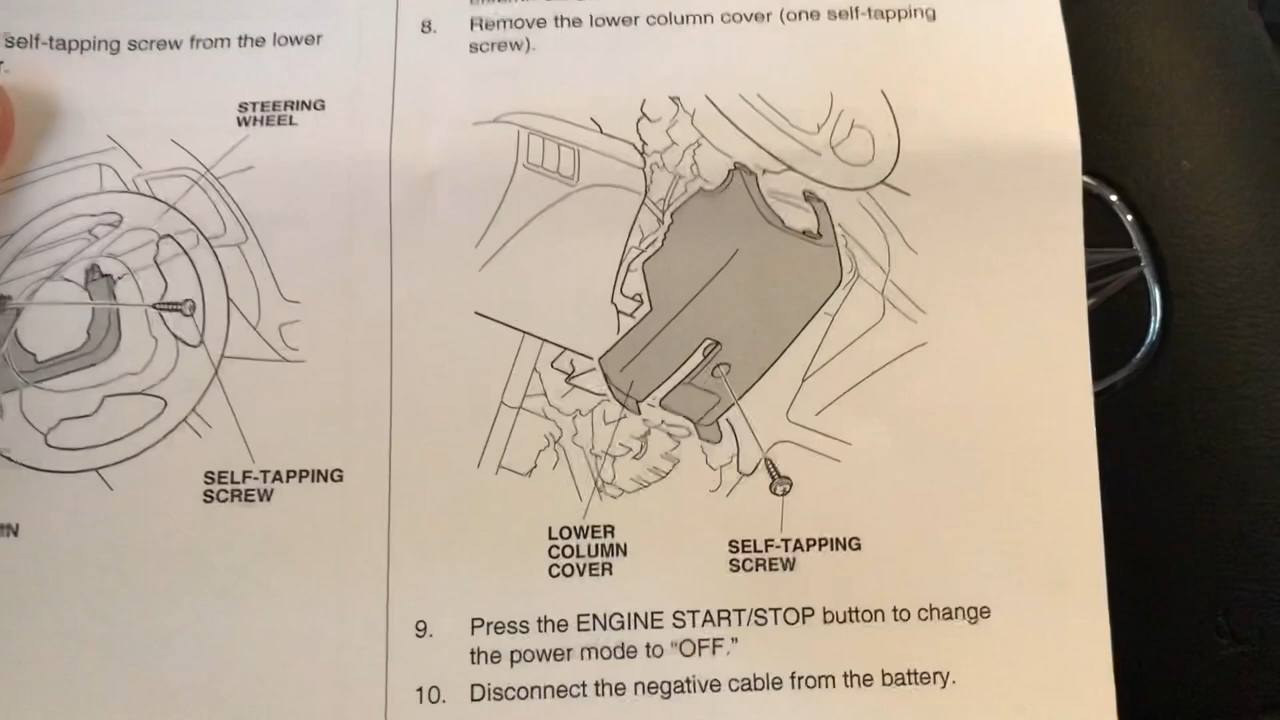 self-tapping screw from the lower
STEERING
WHEEL
SELF-TAPPING
SCREW
8. Remove the lower column cover (one self-tapping
screw).
LOWER
COLUMN
COVER
SELF-TAPPING
SCREW
9. Press the ENGINE START/STOP button to change
the power mode to “OFF.”
10. Disconnect the negative cable from the battery.